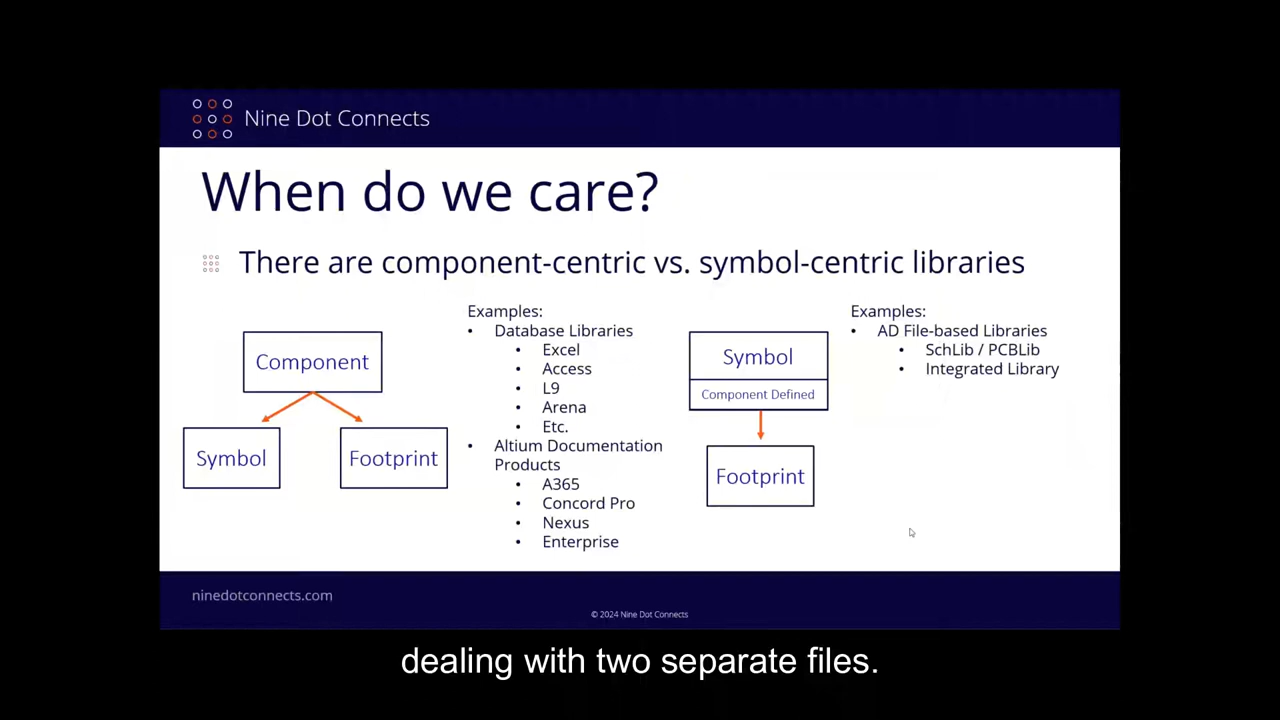 Nine Dot Connects
When do we care?
There are component-centric vs. symbol-centric libraries
Component
Symbol
Footprint
Examples:
• Database Libraries
• Excel
• Access
• L9
• Arena
• Etc.
• Altium Documentation
Products
• A365
• Concord Pro
• Nexus
• Enterprise
Symbol
Component Defined
Footprint
Examples:
• AD File-based Libraries
• SchLib / PCBLib
• Integrated Library
ninedotconnects.com
© 2024 Nine Dot Connects
dealing with two separate files.